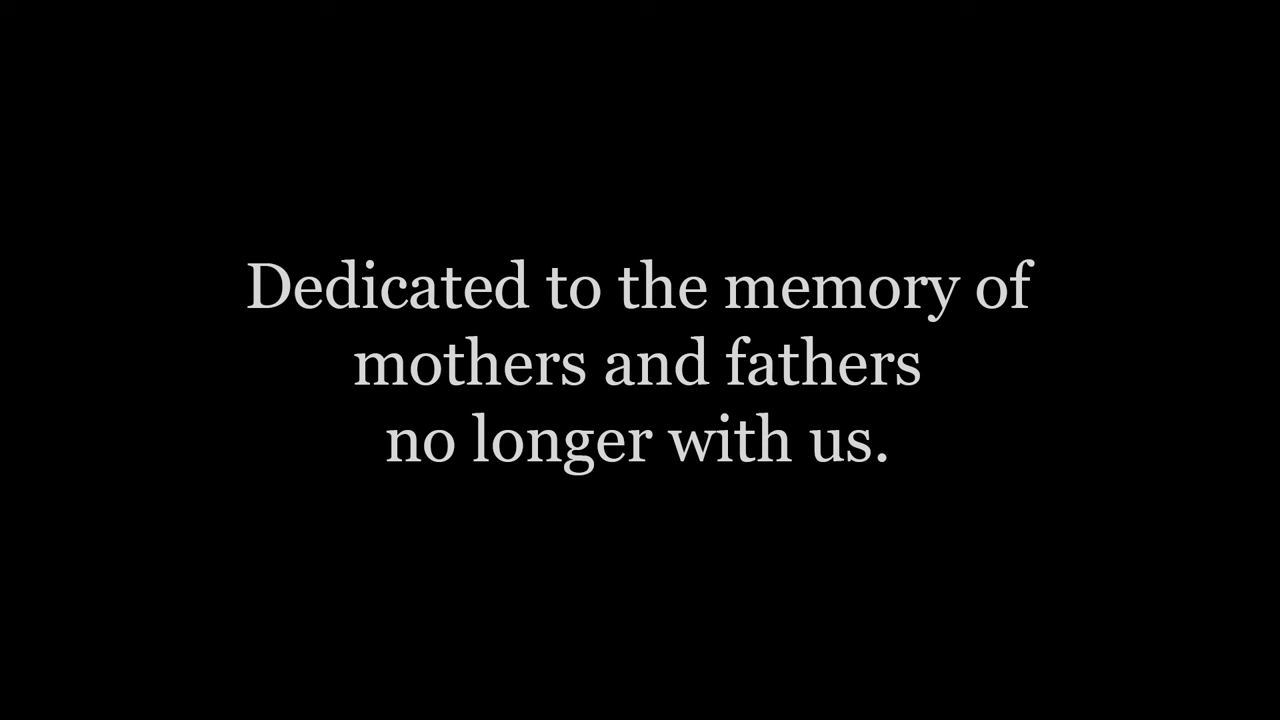 Dedicated to the memory of
mothers and fathers
no longer with us.